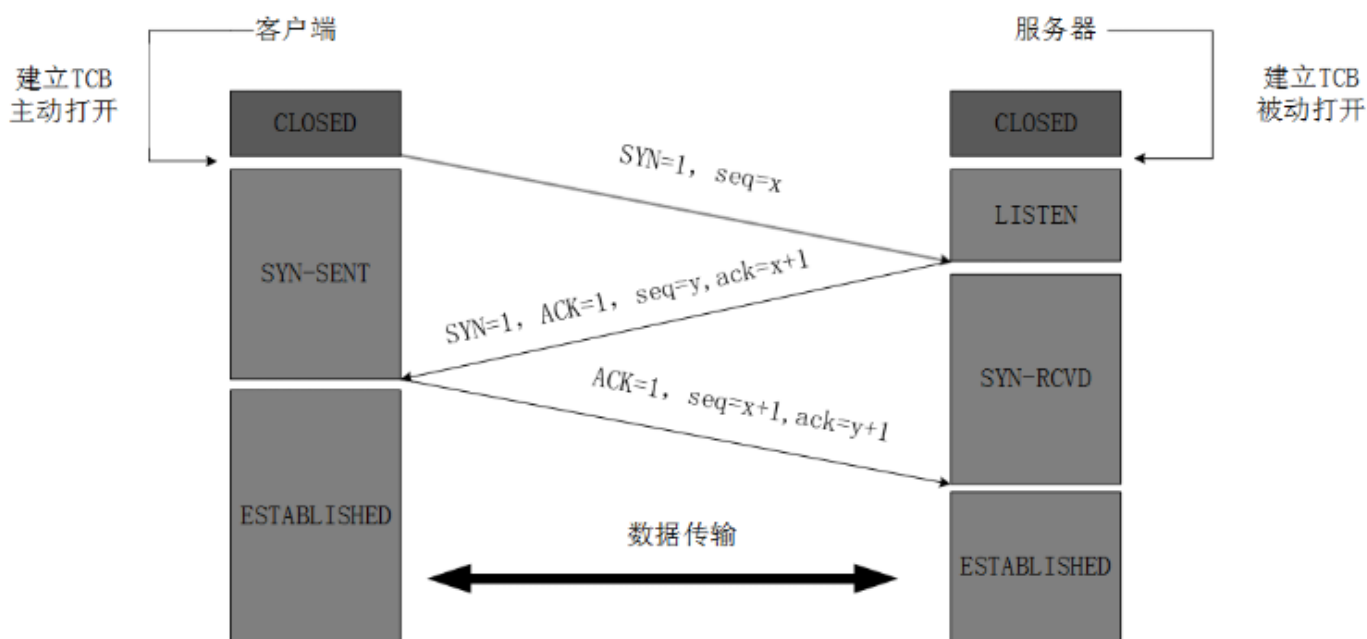 客户端
服务器
建立TCB
主动打开
建立TCB
被动打开
CLOSED
CLOSED
SYN=1, seq=x
LISTEN
SYN-SENT
SYN=1, ACK=1, seq=y,ack=x+1
SYN-RCVD
ACK=1, seq=x+1,ack=y+1
ESTABLISHED
数据传输
ESTABLISHED